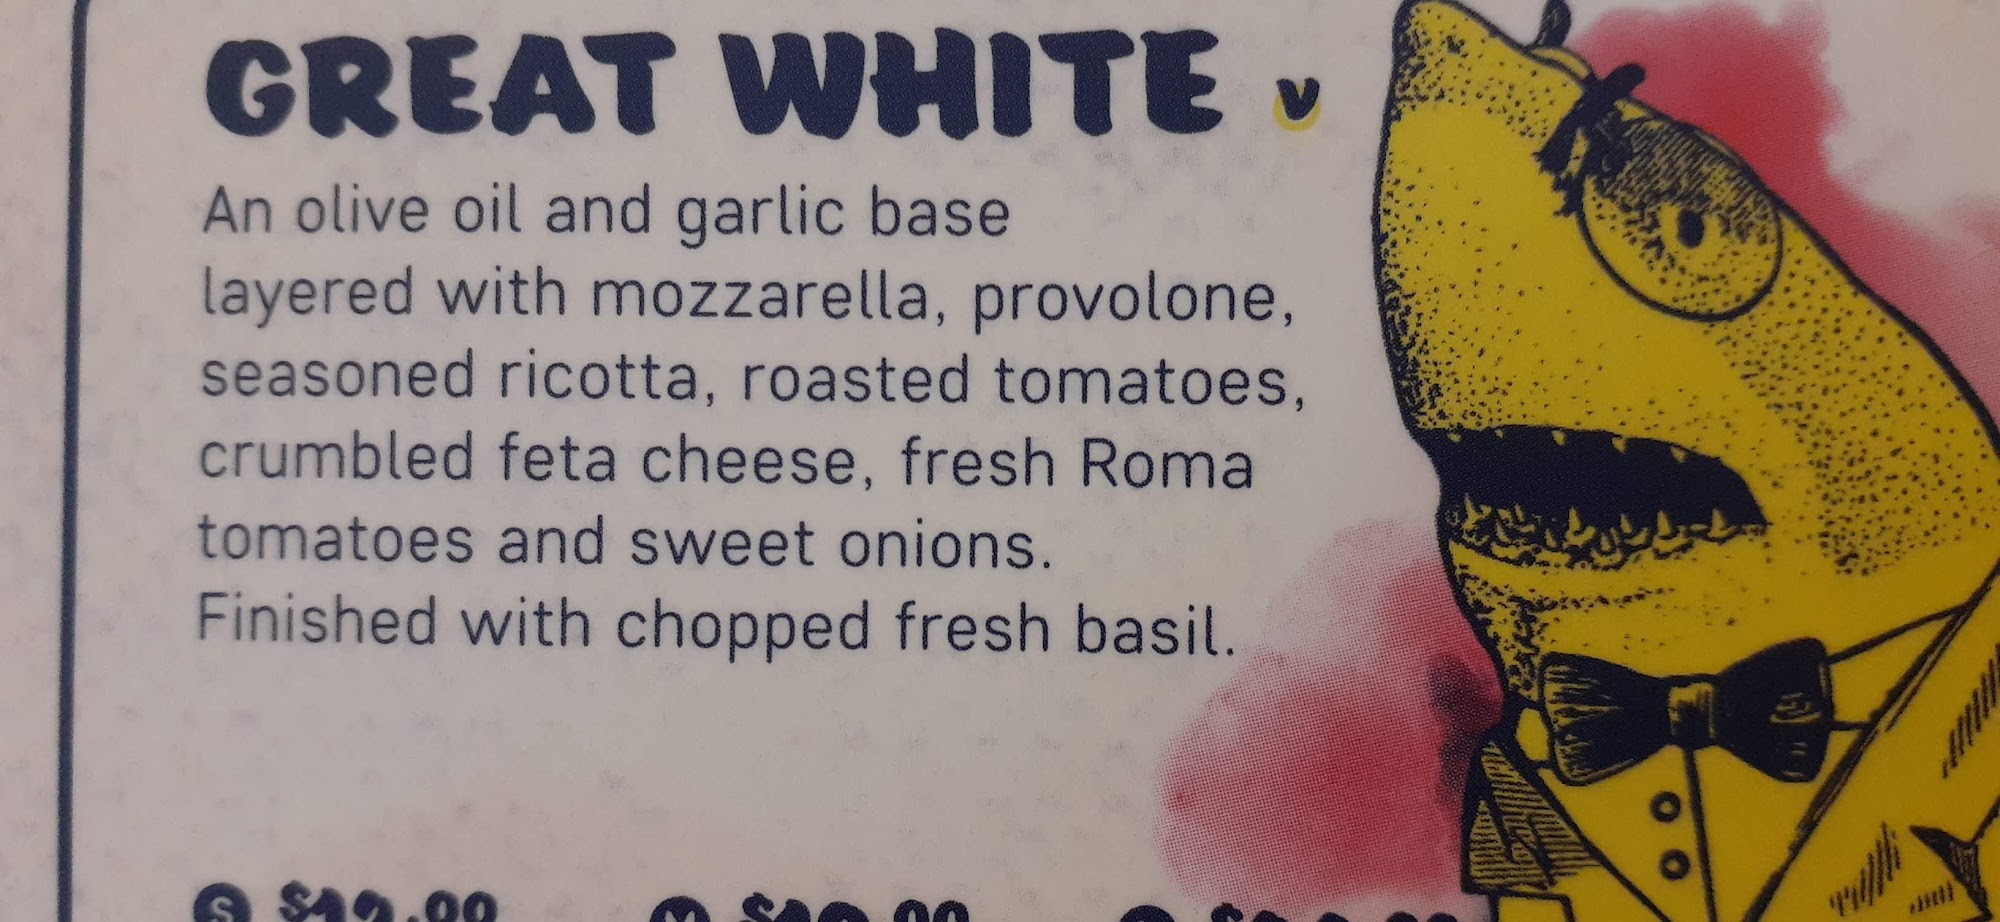 GREAT WHITE V
An olive oil and garlic base
layered with mozzarella, provolone,
seasoned ricotta, roasted tomatoes,
crumbled feta cheese, fresh Roma
tomatoes and sweet onions.
Finished with chopped fresh basil.
S